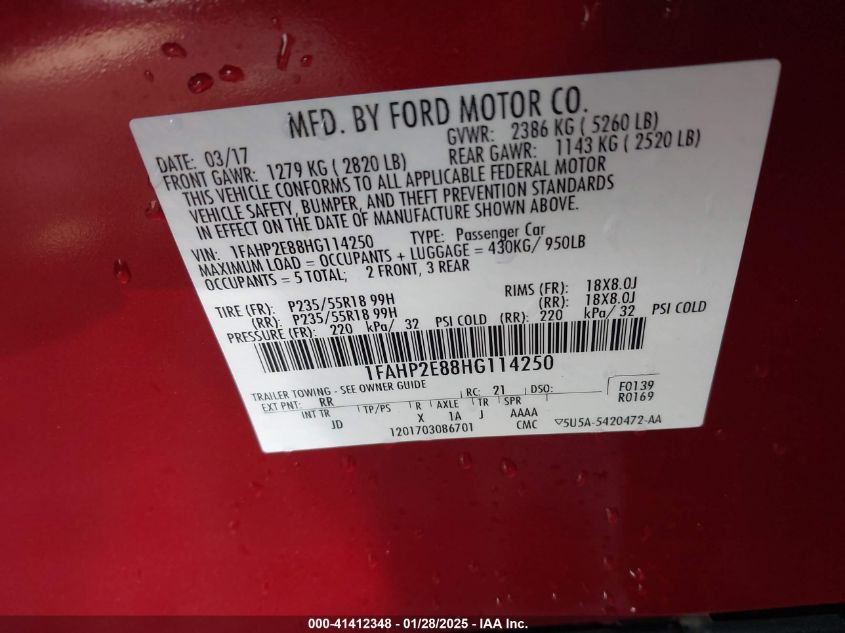 MFD. BY FORD MOTOR CO.
DATE: 03/17 GVWR: 2386 KG ( 5260 LB)
FRONT GAWR: 1279 KG ( 2820 LB) REAR GAWR: 1143 KG ( 2520 LB)
THIS VEHICLE CONFORMS TO ALL APPLICABLE FEDERAL MOTOR
VEHICLE SAFETY, BUMPER, AND THEFT PREVENTION STANDARDS
IN EFFECT ON THE DATE OF MANUFACTURE SHOWN ABOVE.
VIN: 1FAHP2E88HG114250 TYPE: Passenger Car
MAXIMUM LOAD = OCCUPANTS + LUGGAGE = 430KG/ 950LB
OCCUPANTS = 5 TOTAL; 2 FRONT, 3 REAR
TIRE (FR): P235/55R18 99H RIMS (FR): 18X8.0J
(RR): P235/55R18 99H (RR): 18X8.0J
PRESSURE (FR): 220 kPa/ 32 PSI COLD (RR): 220 kPa/ 32 PSI COLD
1FAHP2E88HG114250
TRAILER TOWING - SEE OWNER GUIDE
EXT PNT: RR RC: 21 DSO: F0139
INT TR TP/PS R AXLE TR SPR R0169
JD X 1A J AAAA
1201703086701 CMC ▽5U5A-5420472-AA
000-41412348 - 01/28/2025 - IAA Inc.